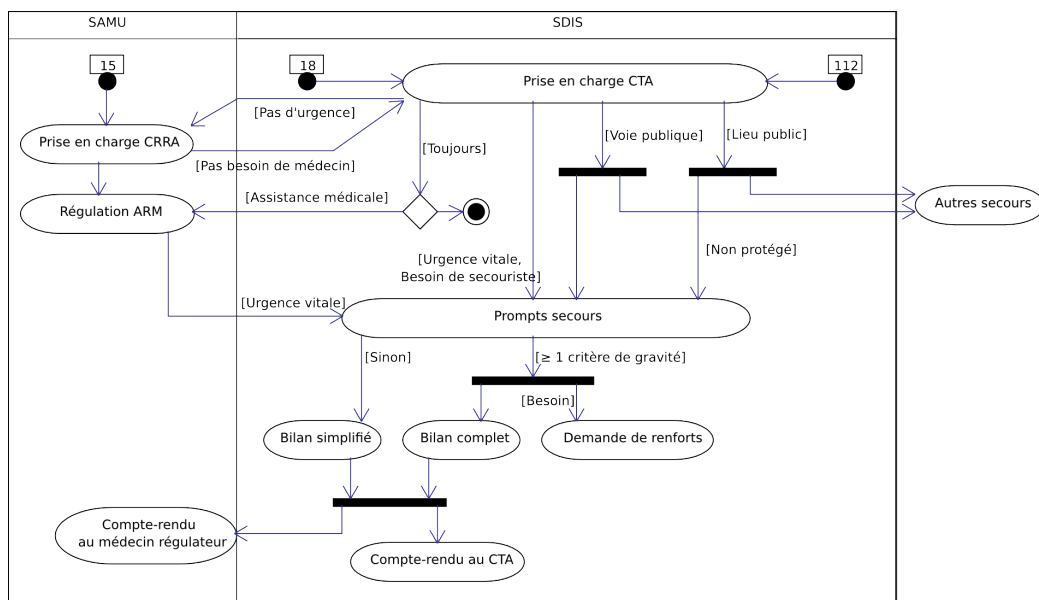 SAMU
SDIS
15
18
112
Prise en charge CTA
[Pas d'urgence]
Prise en charge CRRA
[Voie publique]
[Lieu public]
[Toujours]
[Pas besoin de médecin]
[Assistance médicale]
Régulation ARM
Autres secours
[Non protégé]
[Urgence vitale,
Besoin de secouriste]
[Urgence vitale]
Prompts secours
[Sinon]
[≥ 1 critère de gravité]
[Besoin]
Bilan simplifié
Bilan complet
Demande de renforts
Compte-rendu
au médecin régulateur
Compte-rendu au CTA